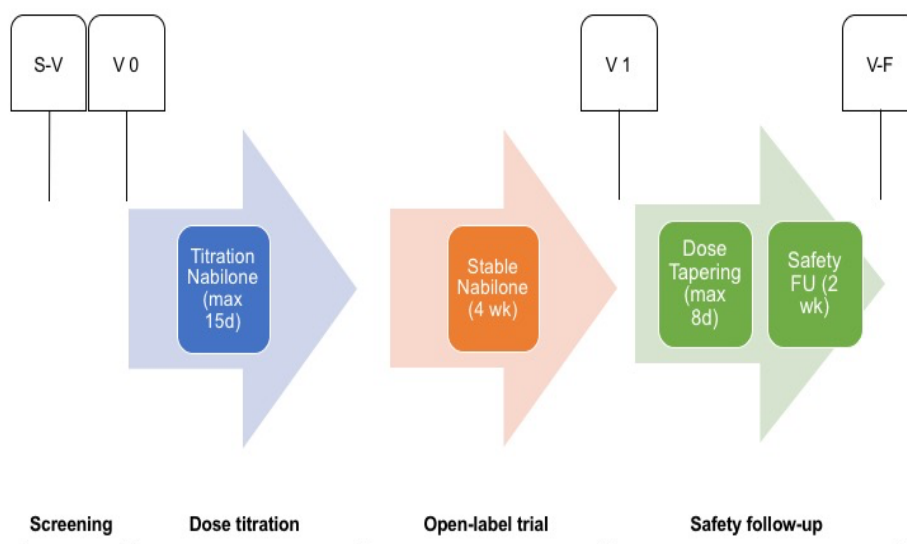 S-V
V 0
V 1
V-F
Titration
Nabilone
(max
15d)
Stable
Nabilone
(4 wk)
Dose
Tapering
(max
8d)
Safety
FU (2
wk)
Screening
Dose titration
Open-label trial
Safety follow-up